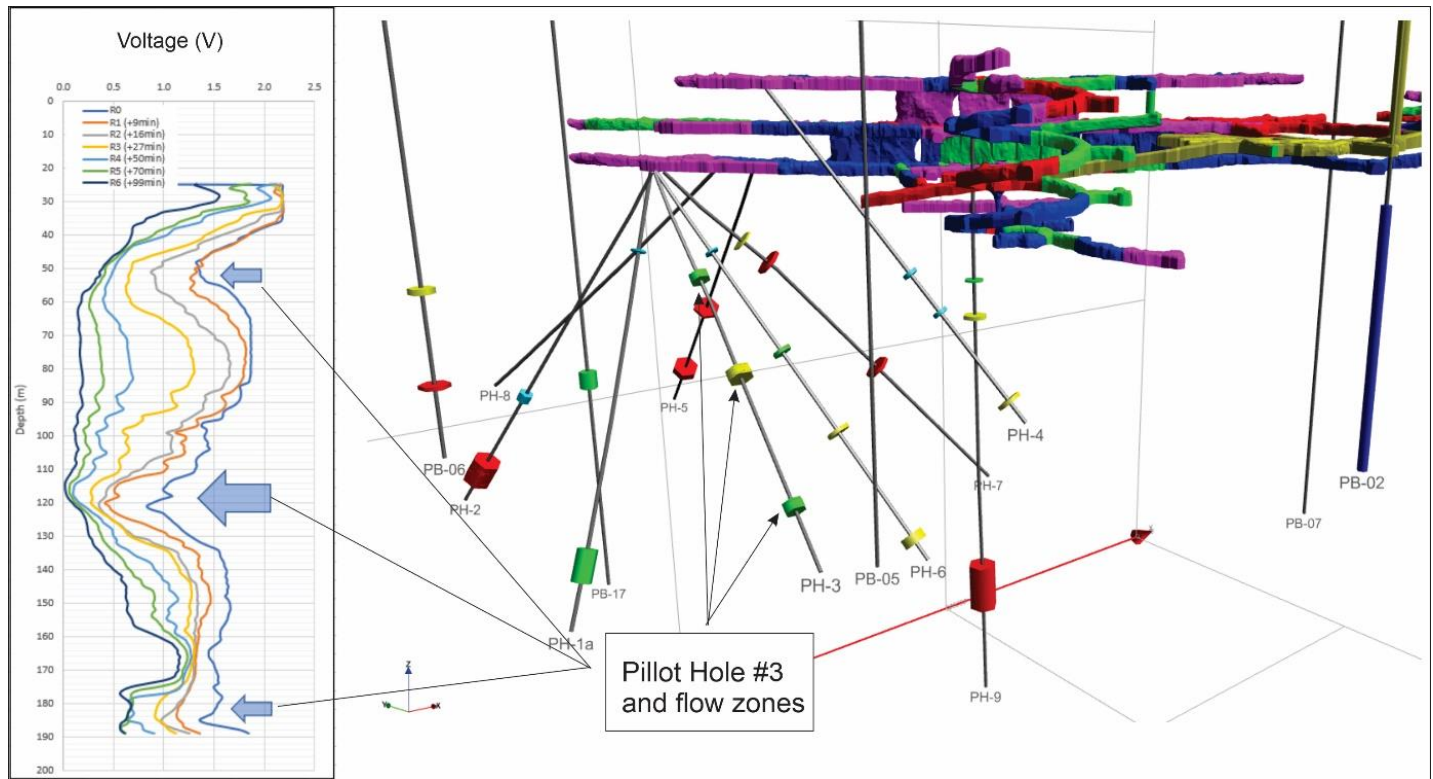 Voltage (V)
0.0 0.5 1.0 1.5 2.0 2.5
0
10
20
30
40
50
60
70
80
90
100
110
120
130
140
150
160
170
180
190
200
Depth (m)
R0
R1 (+9min)
R2 (+16min)
R3 (+27min)
R4 (+50min)
R5 (+70min)
R6 (+99min)
PB-06
PH-8
PH-2
PH-1a
PB-17
PH-5
PH-3
PB-05
PH-6
PH-7
PH-4
PH-9
PB-07
PB-02
Pillot Hole #3
and flow zones
Z
X